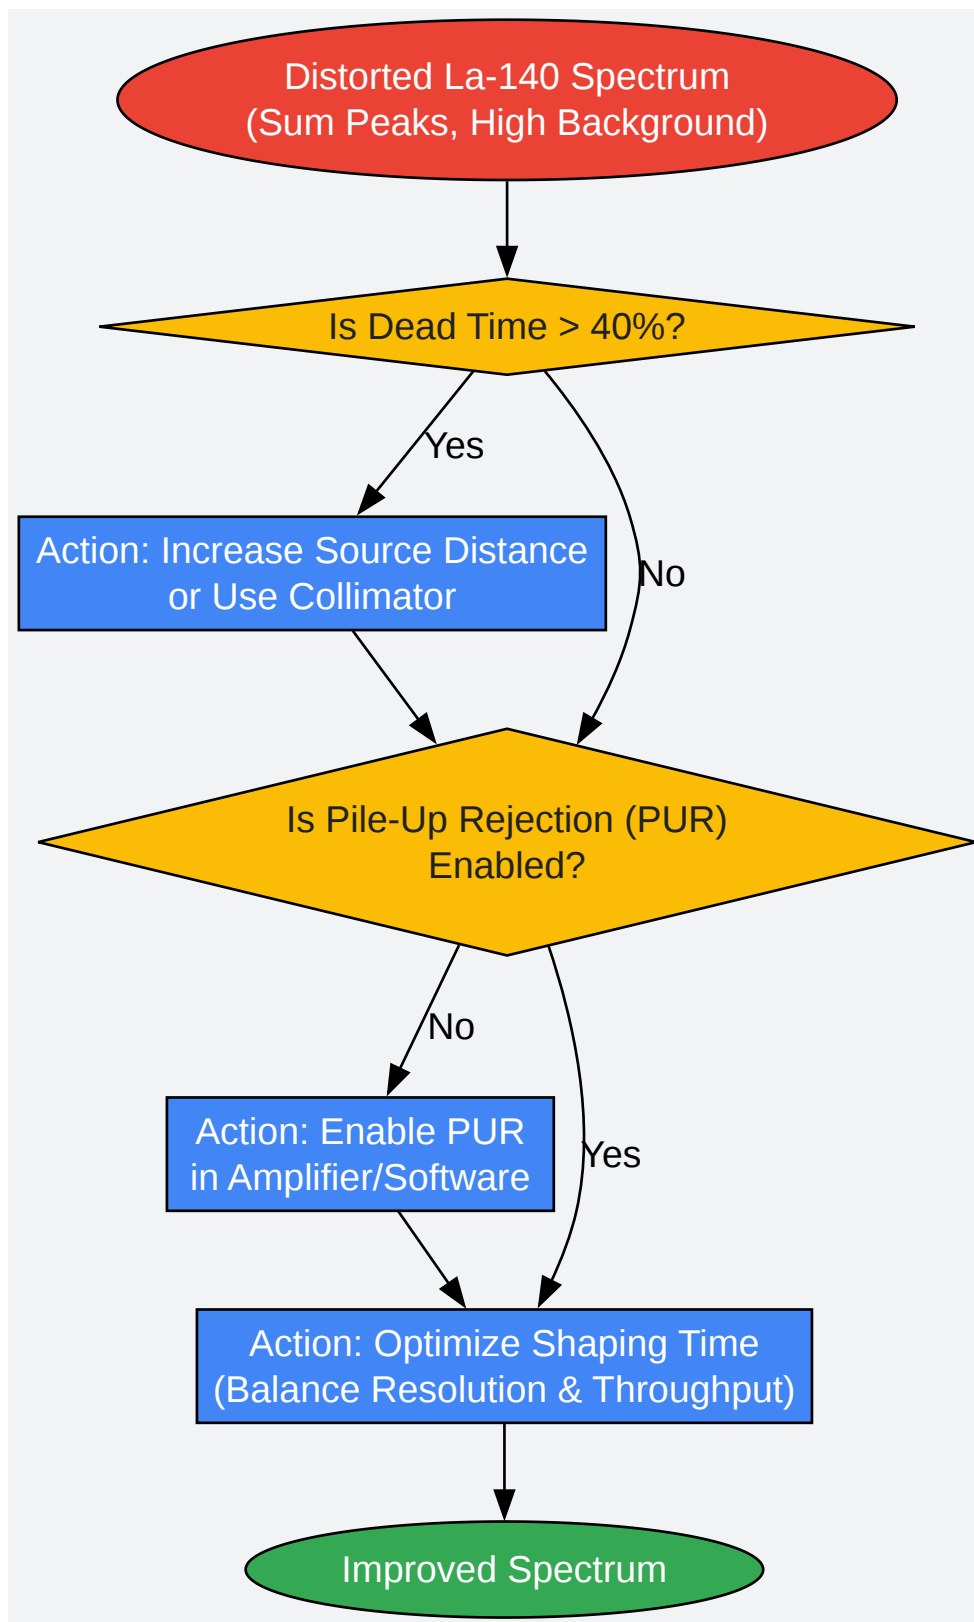 Distorted La-140 Spectrum
(Sum Peaks, High Background)
Is Dead Time > 40%?
Yes
Action: Increase Source Distance
or Use Collimator
No
Is Pile-Up Rejection (PUR)
Enabled?
No
Action: Enable PUR
in Amplifier/Software
Yes
Action: Optimize Shaping Time
(Balance Resolution & Throughput)
Improved Spectrum